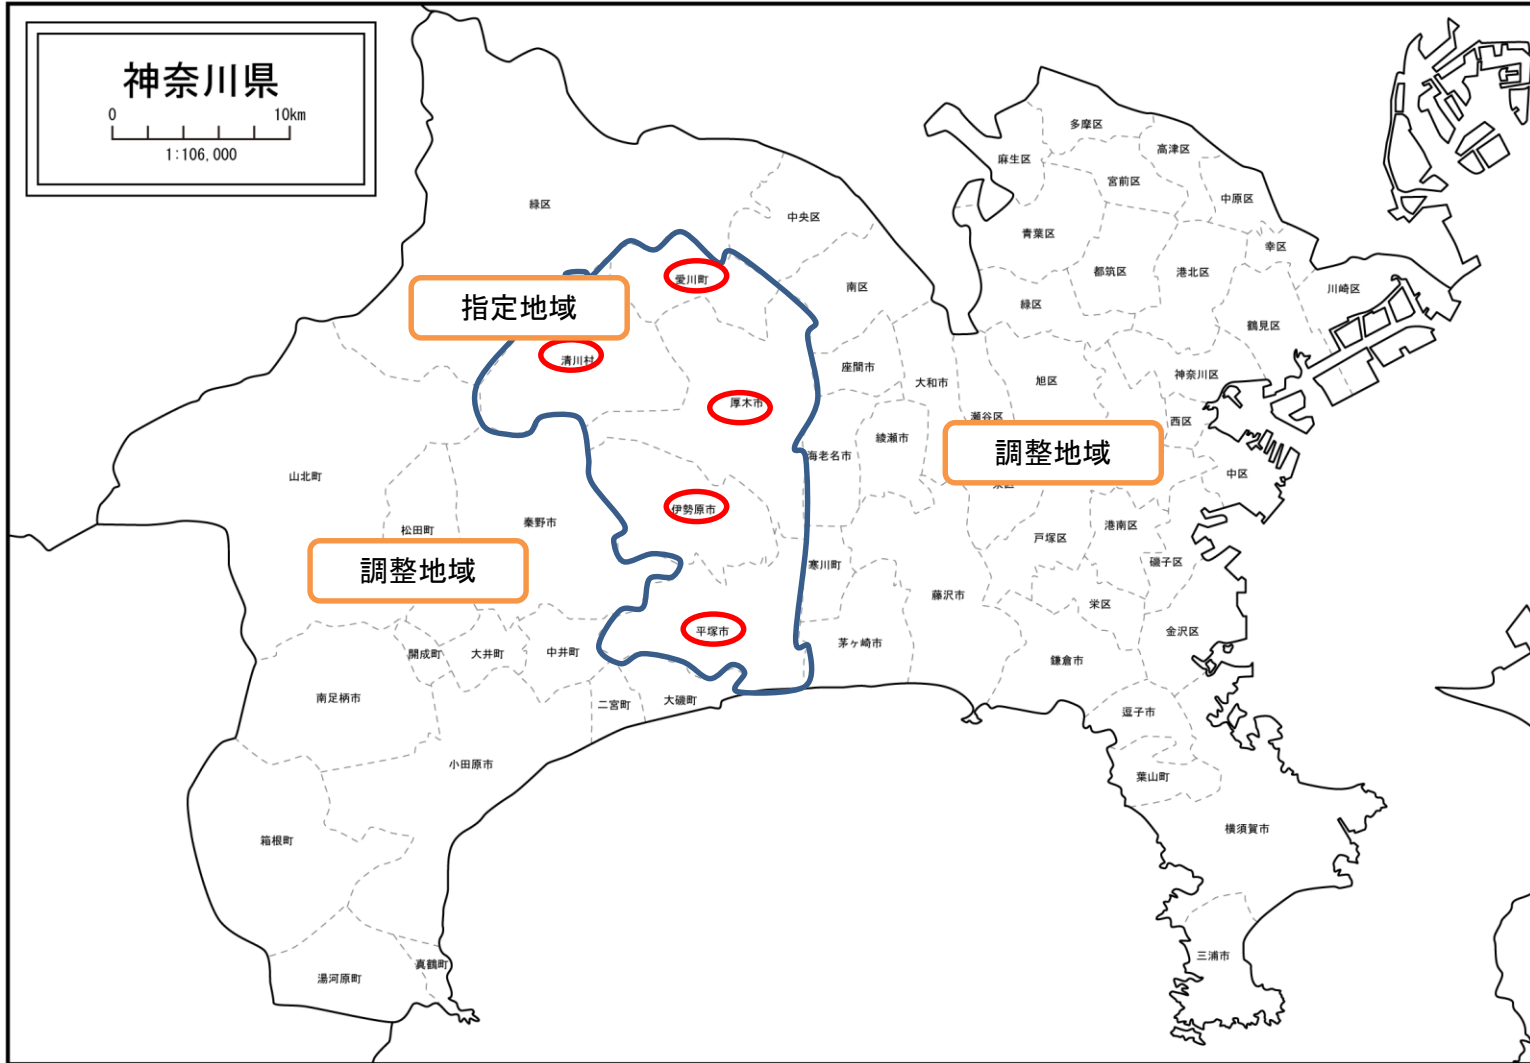 神奈川県
0 10km
1:106,000
多摩区
高津区
麻生区
宮前区
中原区
緑区
中央区
青葉区
幸区
都筑区
港北区
愛川町
南区
川崎区
指定地域
緑区
鶴見区
清川村
座間市
大和市
旭区
神奈川区
厚木市
瀬谷区
西区
綾瀬市
調整地域
海老名市
中区
山北町
伊勢原市
松田町
秦野市
港南区
戸塚区
調整地域
寒川町
磯子区
藤沢市
栄区
平塚市
金沢区
開成町
大井町
中井町
茅ヶ崎市
鎌倉市
南足柄市
二宮町
大磯町
逗子市
小田原市
葉山町
箱根町
横須賀市
三浦市
湯河原町
真鶴町